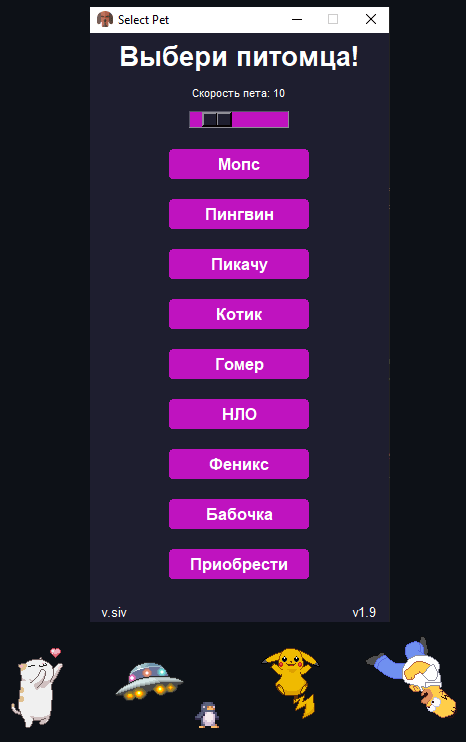 Select Pet
Выбери питомца!
Скорость пета: 10
Мопс
Пингвин
Пикачу
Котик
Гомер
НЛО
Феникс
Бабочка
Приобрести
v.siv v1.9